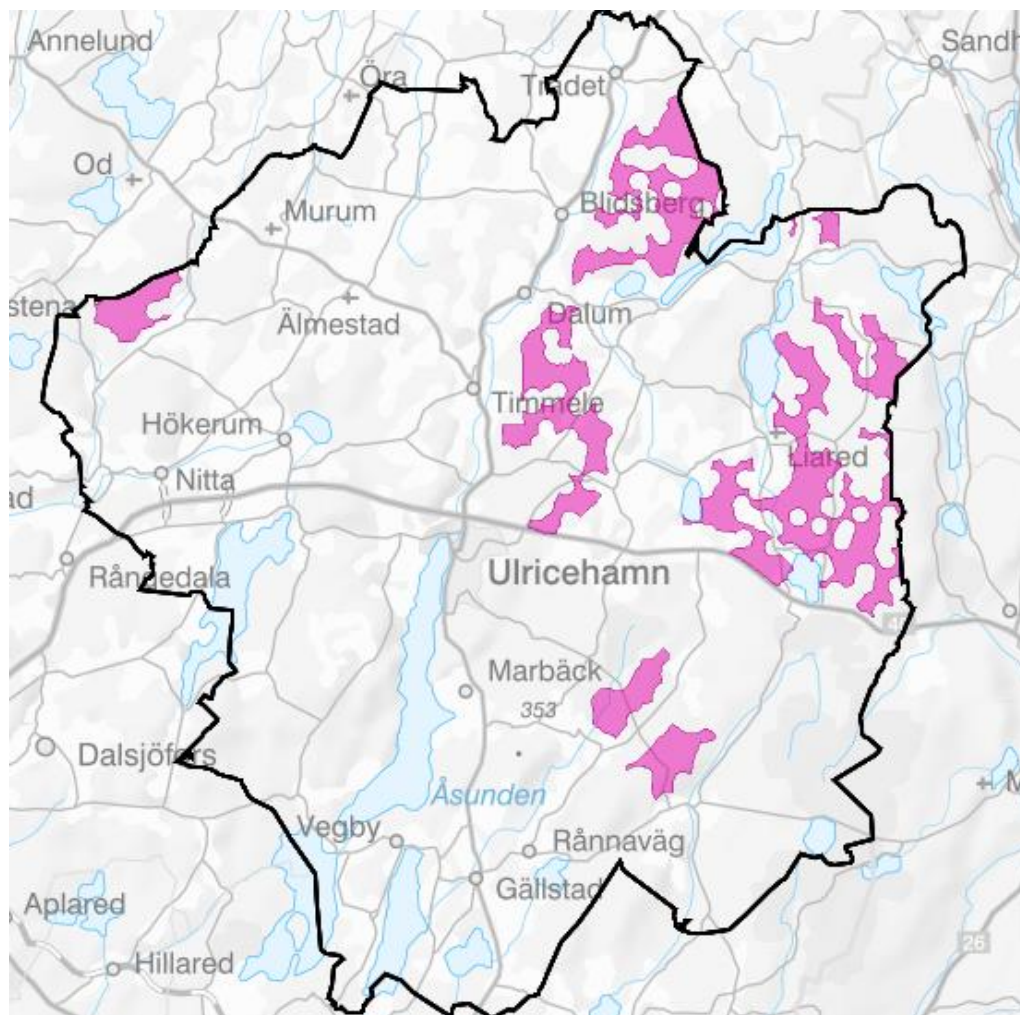 Annelund
Sandh
Öra
Trädet
Od
Murum
Blidsberg
stena
Älmestad
Dalum
Timmele
Hökerum
Liared
Nitta
ad
Rångedala
Ulricehamn
Marbäck
353
Dalsjöfors
Åsunden
M
Vegby
Rånnaväg
Gällstad
Aplared
26
Hillared